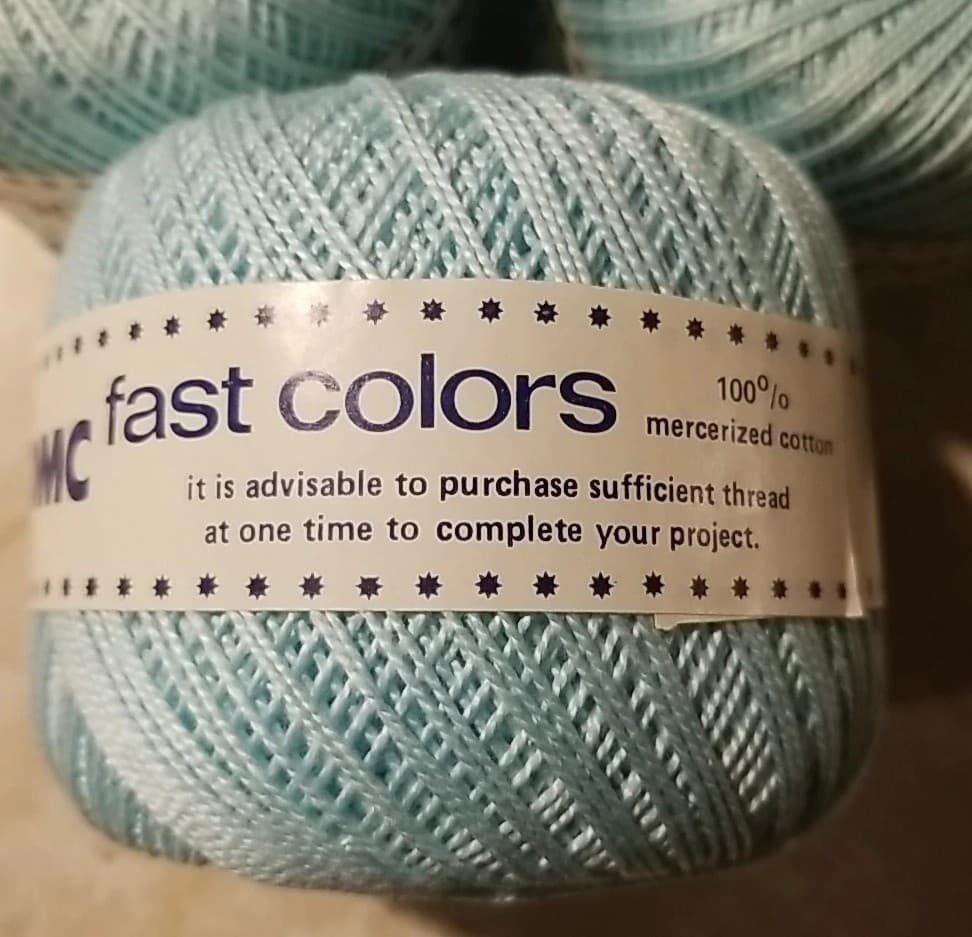 MC fast colors
100%
mercerized cotton
it is advisable to purchase sufficient thread
at one time to complete your project.